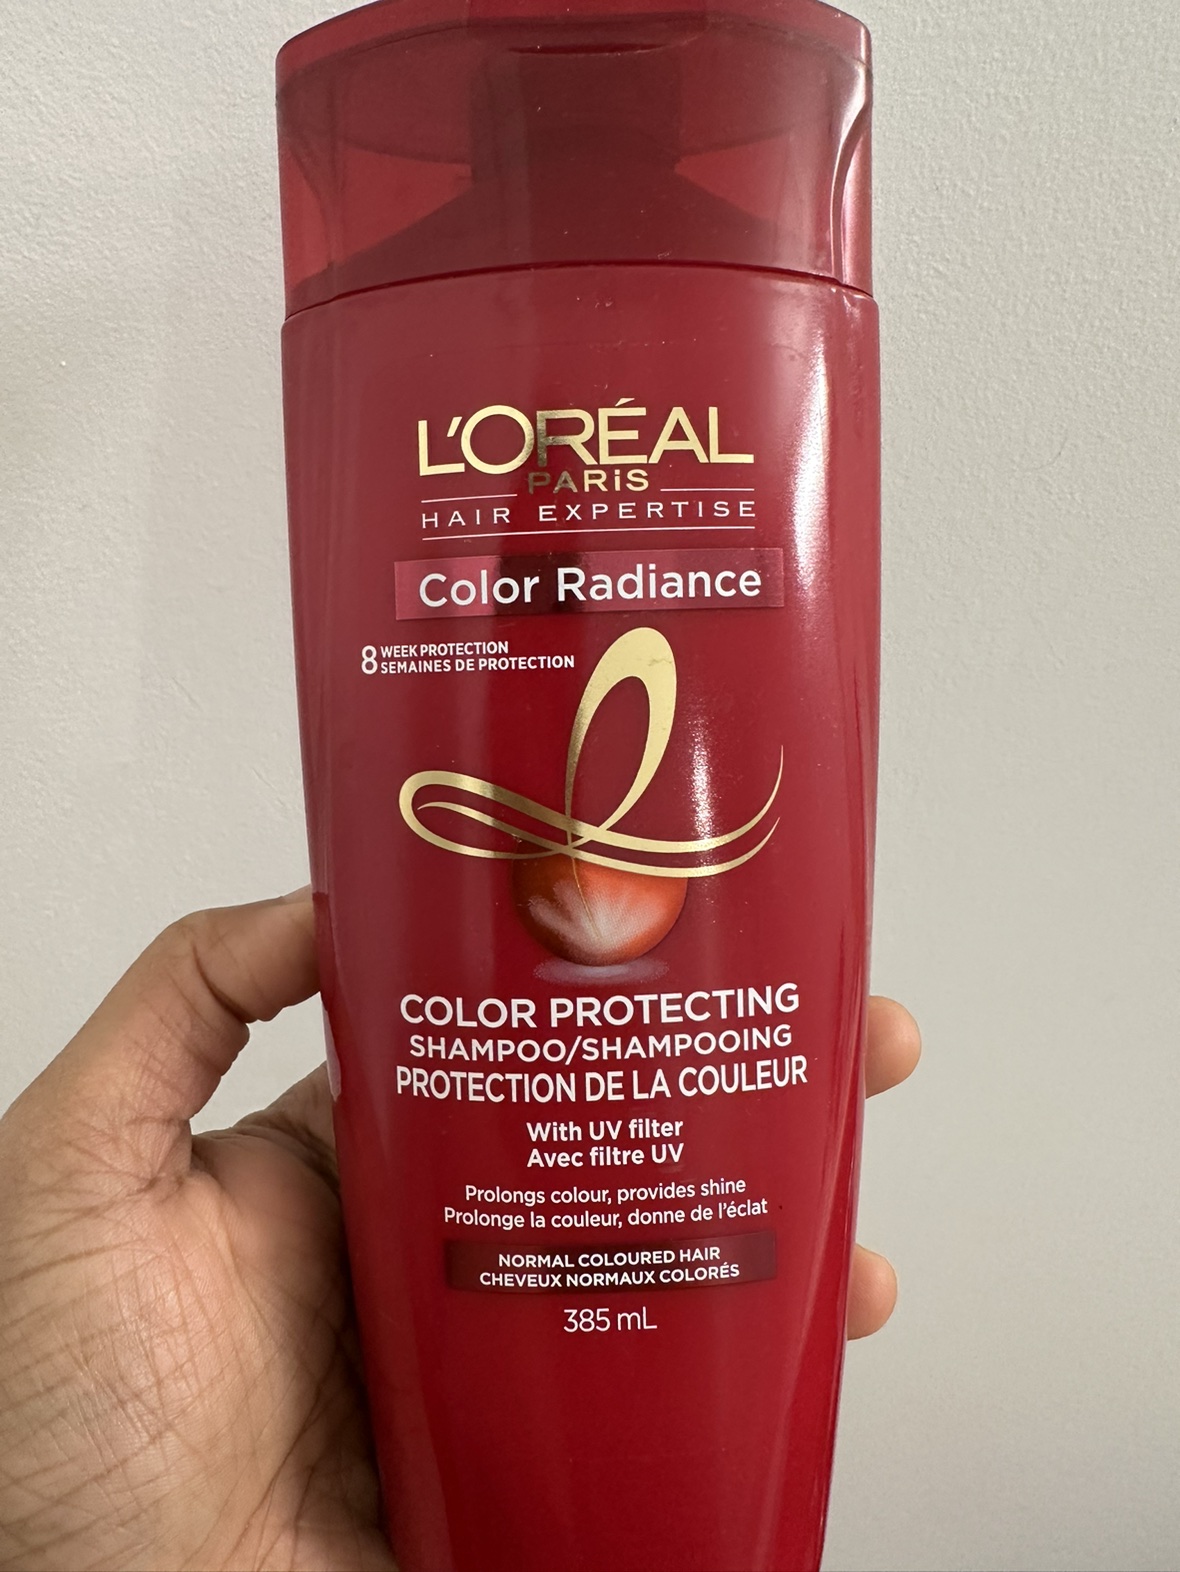 L'ORÉAL
PARiS
HAIR EXPERTISE
Color Radiance
8 WEEK PROTECTION
SEMAINES DE PROTECTION
COLOR PROTECTING
SHAMPOO/SHAMPOOING
PROTECTION DE LA COULEUR
With UV filter
Avec filtre UV
Prolongs colour, provides shine
Prolonge la couleur, donne de l'éclat
NORMAL COLOURED HAIR
CHEVEUX NORMAUX COLORÉS
385 mL